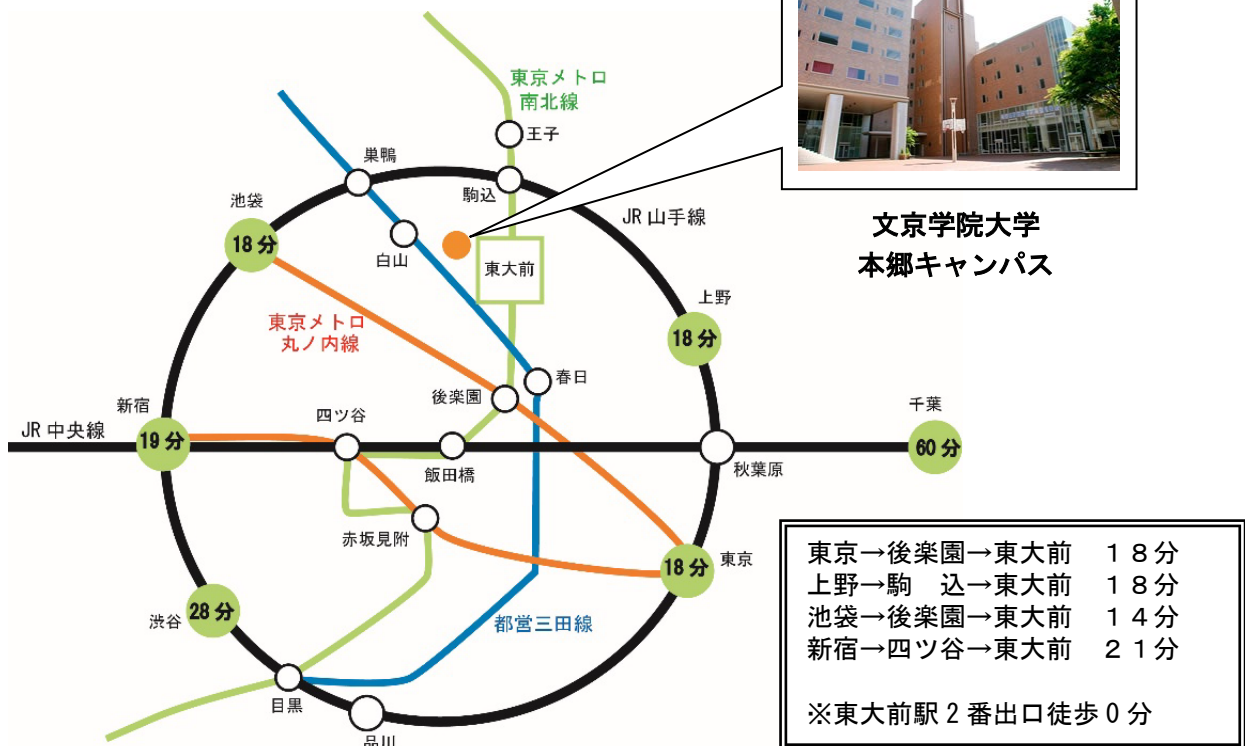 東京メトロ
南北線
王子
巣鴨
駒込
池袋
18分
JR山手線
文京学院大学
本郷キャンパス
白山
東大前
上野
18分
東京メトロ
丸ノ内線
春日
後楽園
新宿
四ツ谷
千葉
JR中央線
19分
60分
飯田橋
秋葉原
赤坂見附
東京
18分
渋谷
28分
都営三田線
目黒
品川
東京→後楽園→東大前 18分
上野→駒 込→東大前 18分
池袋→後楽園→東大前 14分
新宿→四ツ谷→東大前 21分
※東大前駅2番出口徒歩0分